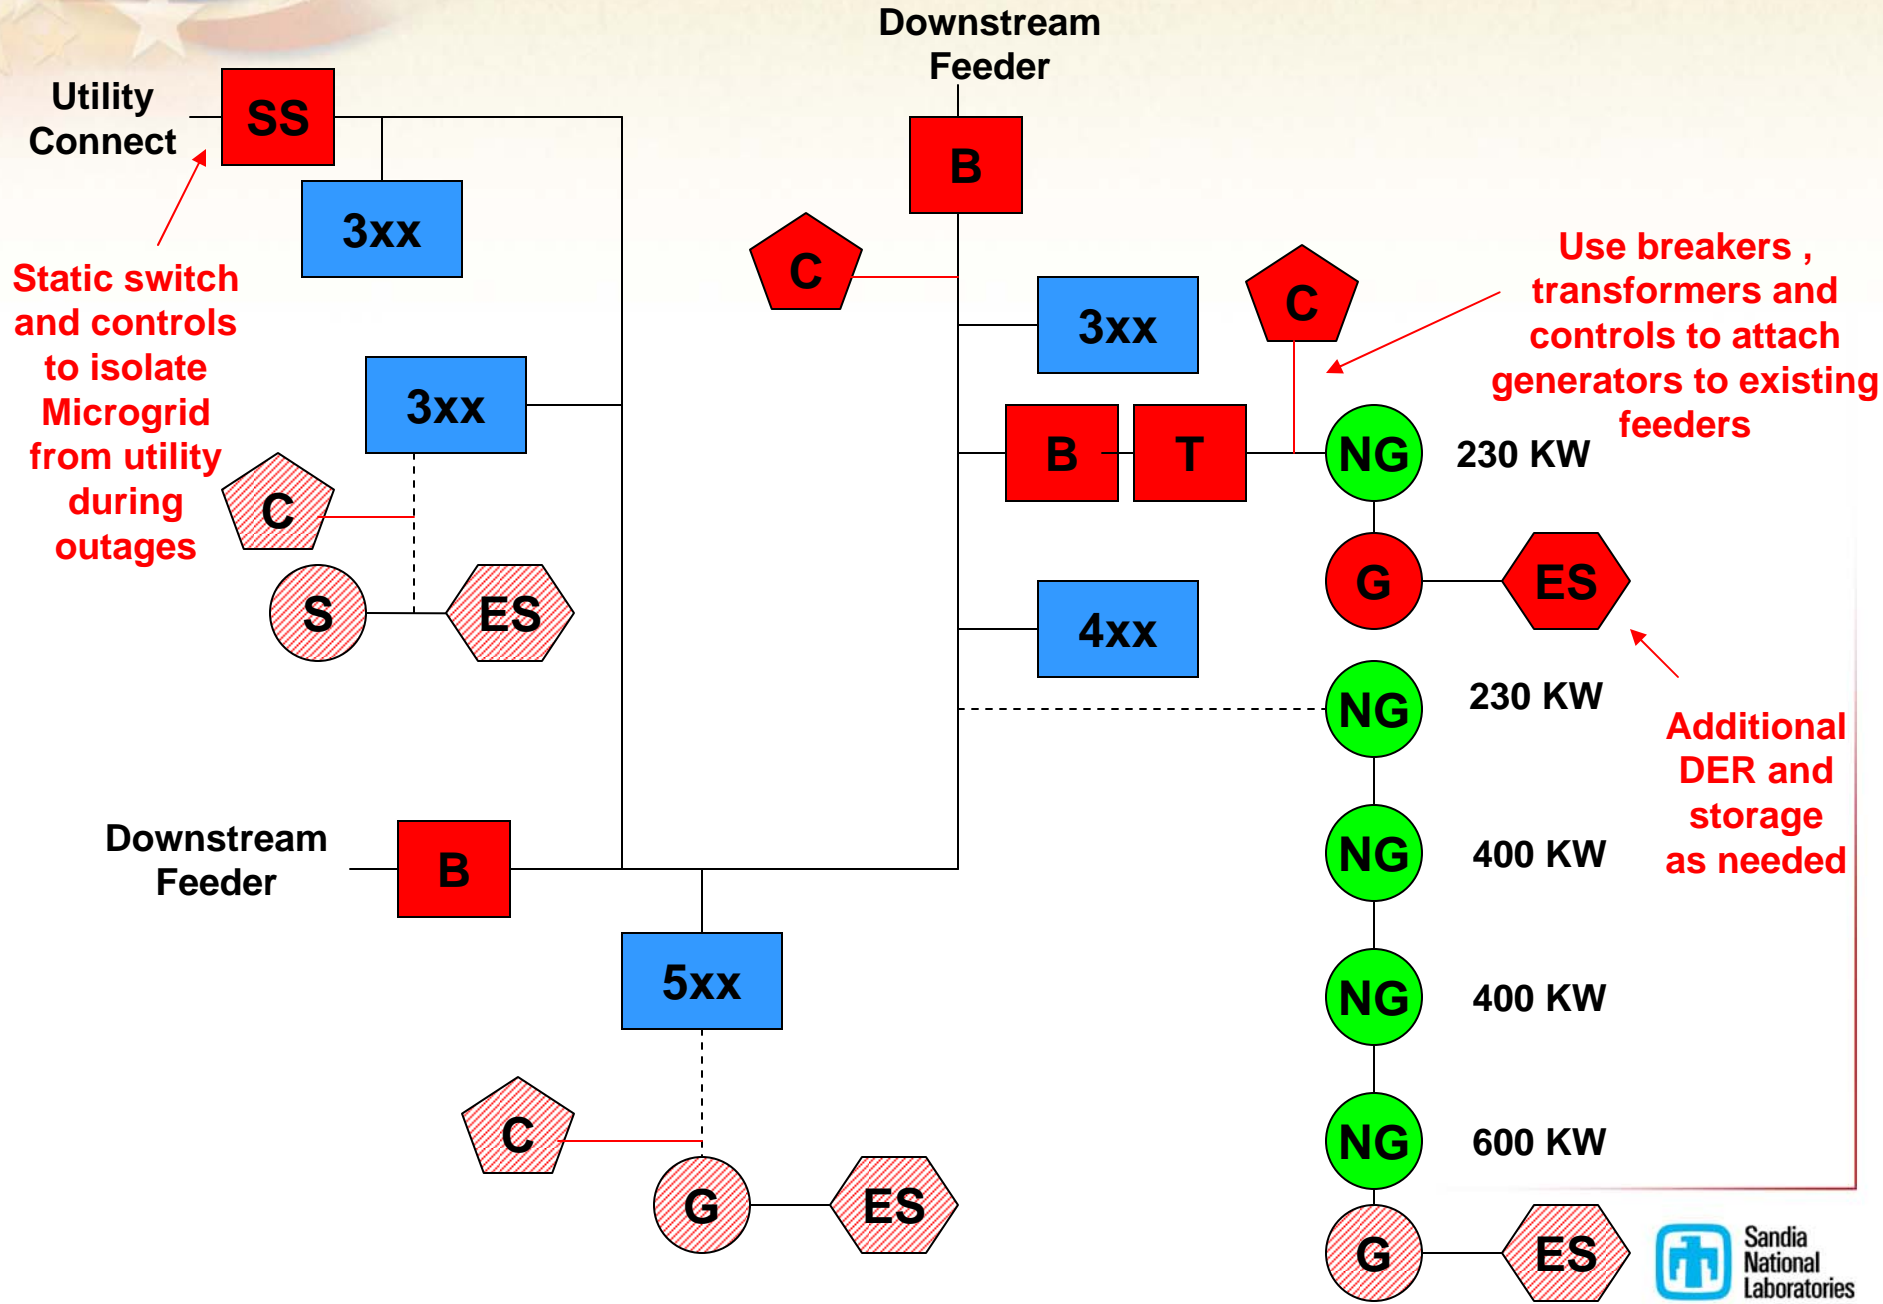 Downstream
Feeder
Utility
Connect
SS
B
3xx
C
Static switch
and controls
to isolate
Microgrid
from utility
during
outages
3xx
C
Use breakers ,
transformers and
controls to attach
generators to existing
feeders
3xx
B
T
NG
230 KW
C
S
ES
G
ES
4xx
NG
230 KW
Additional
DER and
storage
as needed
Downstream
Feeder
B
NG
400 KW
5xx
NG
400 KW
C
NG
600 KW
G
ES
G
ES
Sandia
National
Laboratories